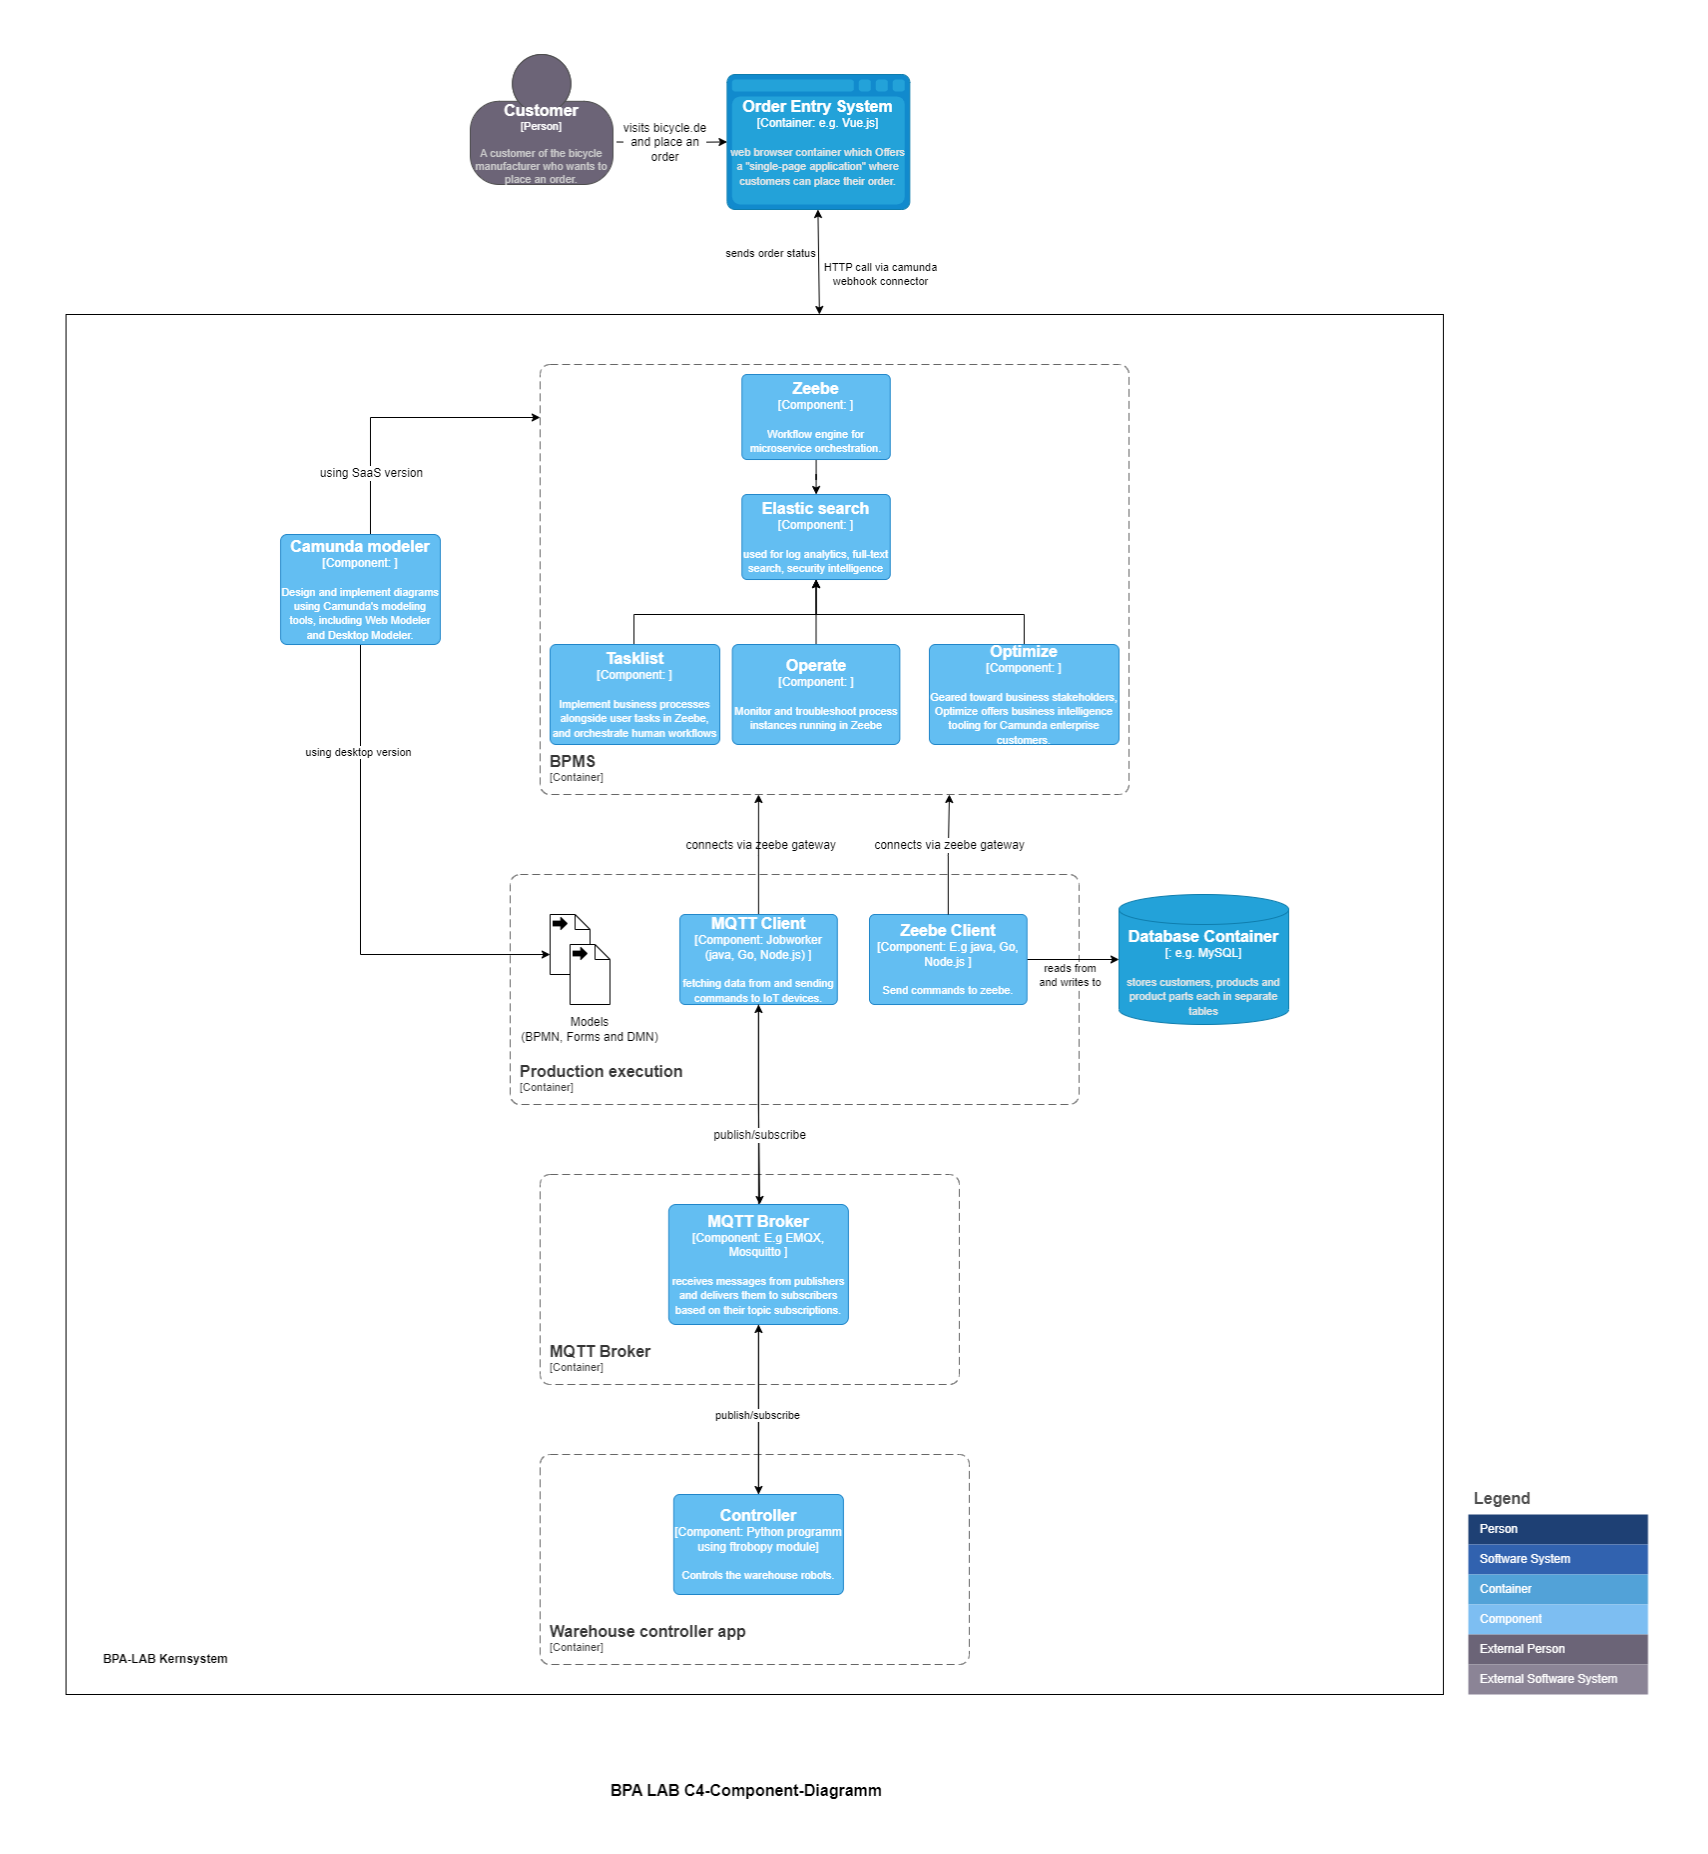 Customer
[Person]
A customer of the bicycle
manufacturer who wants to
place an order.
visits bicycle.de
and place an
order
Order Entry System
[Container: e.g. Vue.js]
web browser container which Offers
a "single-page application" where
customers can place their order.
sends order status
HTTP call via camunda
webhook connector
Zeebe
[Component: ]
Workflow engine for
microservice orchestration.
using SaaS version
Elastic search
[Component: ]
used for log analytics, full-text
search, security intelligence
Camunda modeler
[Component: ]
Design and implement diagrams
using Camunda's modeling
tools, including Web Modeler
and Desktop Modeler.
Tasklist
[Component: ]
Implement business processes
alongside user tasks in Zeebe,
and orchestrate human workflows
Operate
[Component: ]
Monitor and troubleshoot process
instances running in Zeebe
Optimize
[Component: ]
Geared toward business stakeholders,
Optimize offers business intelligence
tooling for Camunda enterprise
customers.
using desktop version
BPMS
[Container]
connects via zeebe gateway
connects via zeebe gateway
MQTT Client
[Component: Jobworker
(java, Go, Node.js) ]
fetching data from and sending
commands to IoT devices.
Zeebe Client
[Component: E.g java, Go,
Node.js ]
Send commands to zeebe.
reads from
and writes to
Database Container
[: e.g. MySQL]
stores customers, products and
product parts each in separate
tables
Models
(BPMN, Forms and DMN)
Production execution
[Container]
publish/subscribe
MQTT Broker
[Component: E.g EMQX,
Mosquitto ]
receives messages from publishers
and delivers them to subscribers
based on their topic subscriptions.
MQTT Broker
[Container]
publish/subscribe
Controller
[Component: Python programm
using ftrobopy module]
Controls the warehouse robots.
Warehouse controller app
[Container]
BPA-LAB Kernsystem
Legend
Person
Software System
Container
Component
External Person
External Software System
BPA LAB C4-Component-Diagramm